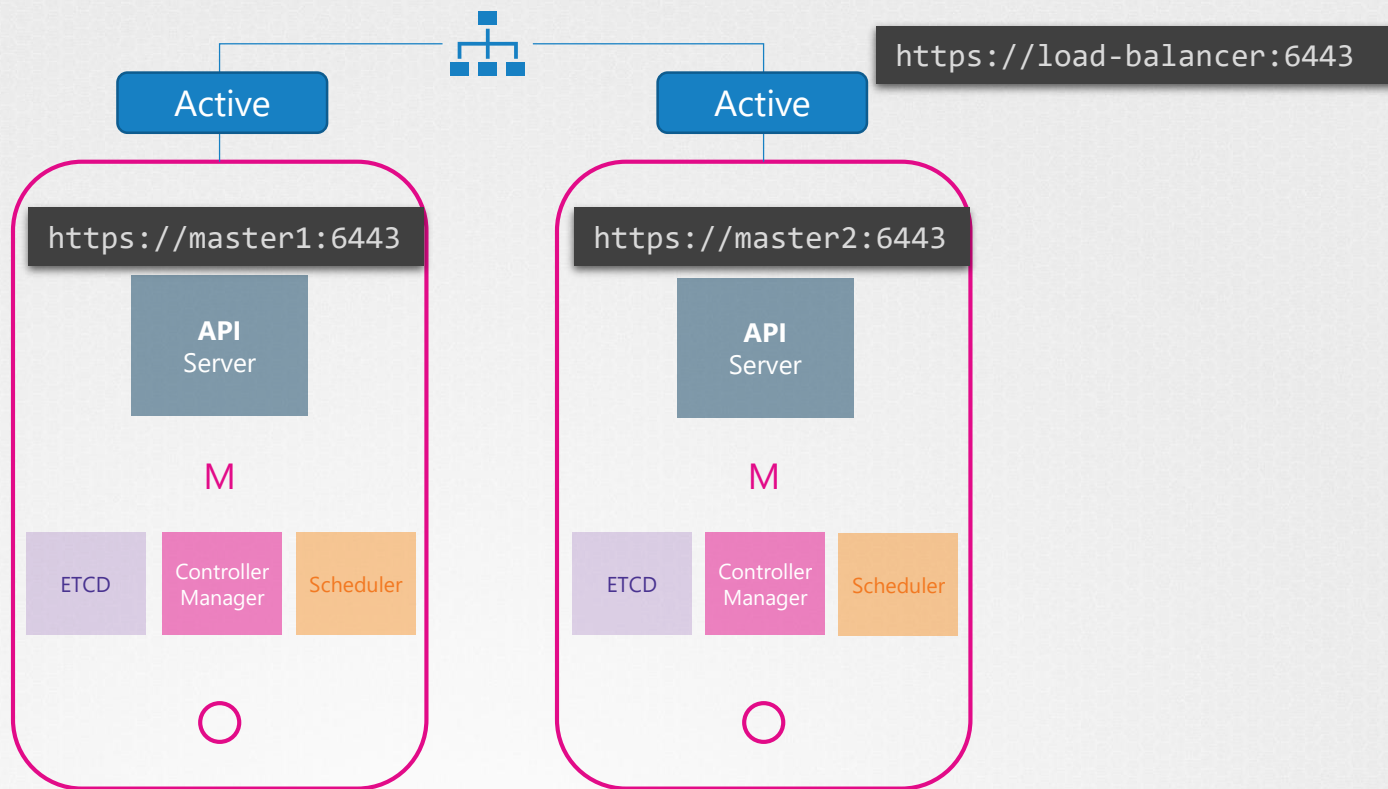 https://load-balancer:6443
Active
Active
https://master1:6443
https://master2:6443
API
Server
API
Server
M
M
ETCD
Controller
Manager
Scheduler
ETCD
Controller
Manager
Scheduler